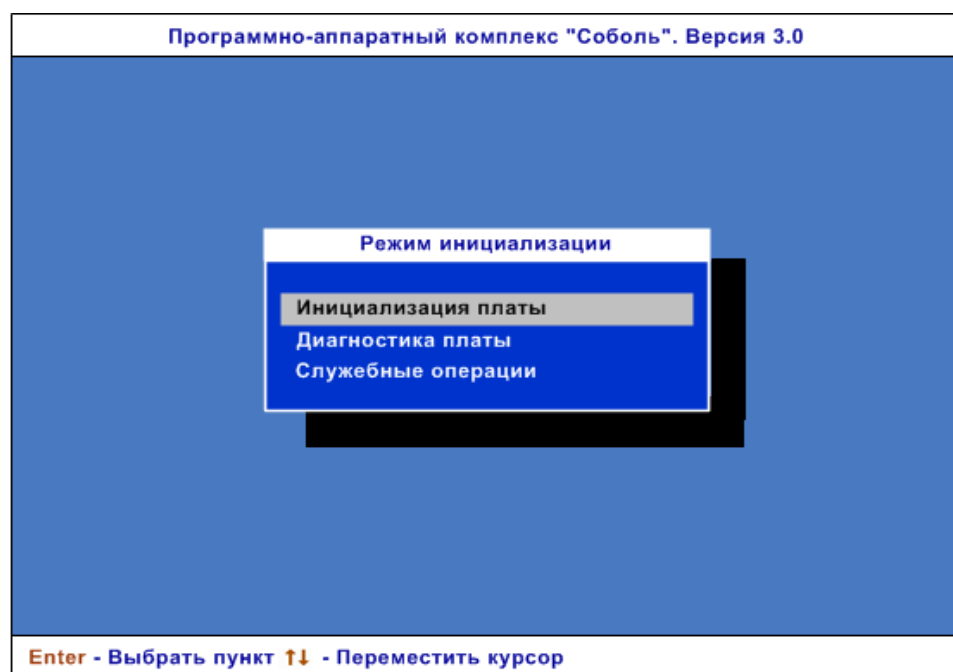 Программно-аппаратный комплекс "Соболь". Версия 3.0
Режим инициализации
Инициализация платы
Диагностика платы
Служебные операции
Enter - Выбрать пункт ↑↓ - Переместить курсор